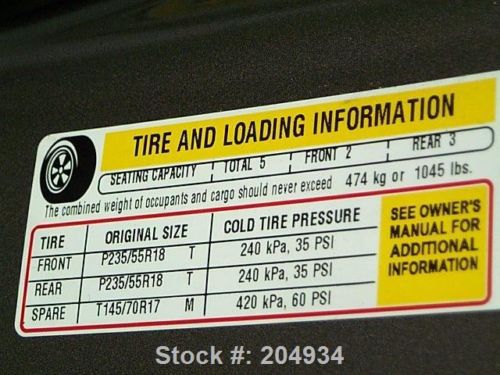 TIRE AND LOADING INFORMATION
SEATING CAPACITY TOTAL 5 FRONT 2 REAR 3
The combined weight of occupants and cargo should never exceed 474 kg or 1045 lbs.
TIRE ORIGINAL SIZE COLD TIRE PRESSURE
FRONT P235/55R18 T 240 kPa, 35 PSI
REAR P235/55R18 T 240 kPa, 35 PSI
SPARE T145/70R17 M 420 kPa, 60 PSI
SEE OWNER'S
MANUAL FOR
ADDITIONAL
INFORMATION
Stock #: 204934